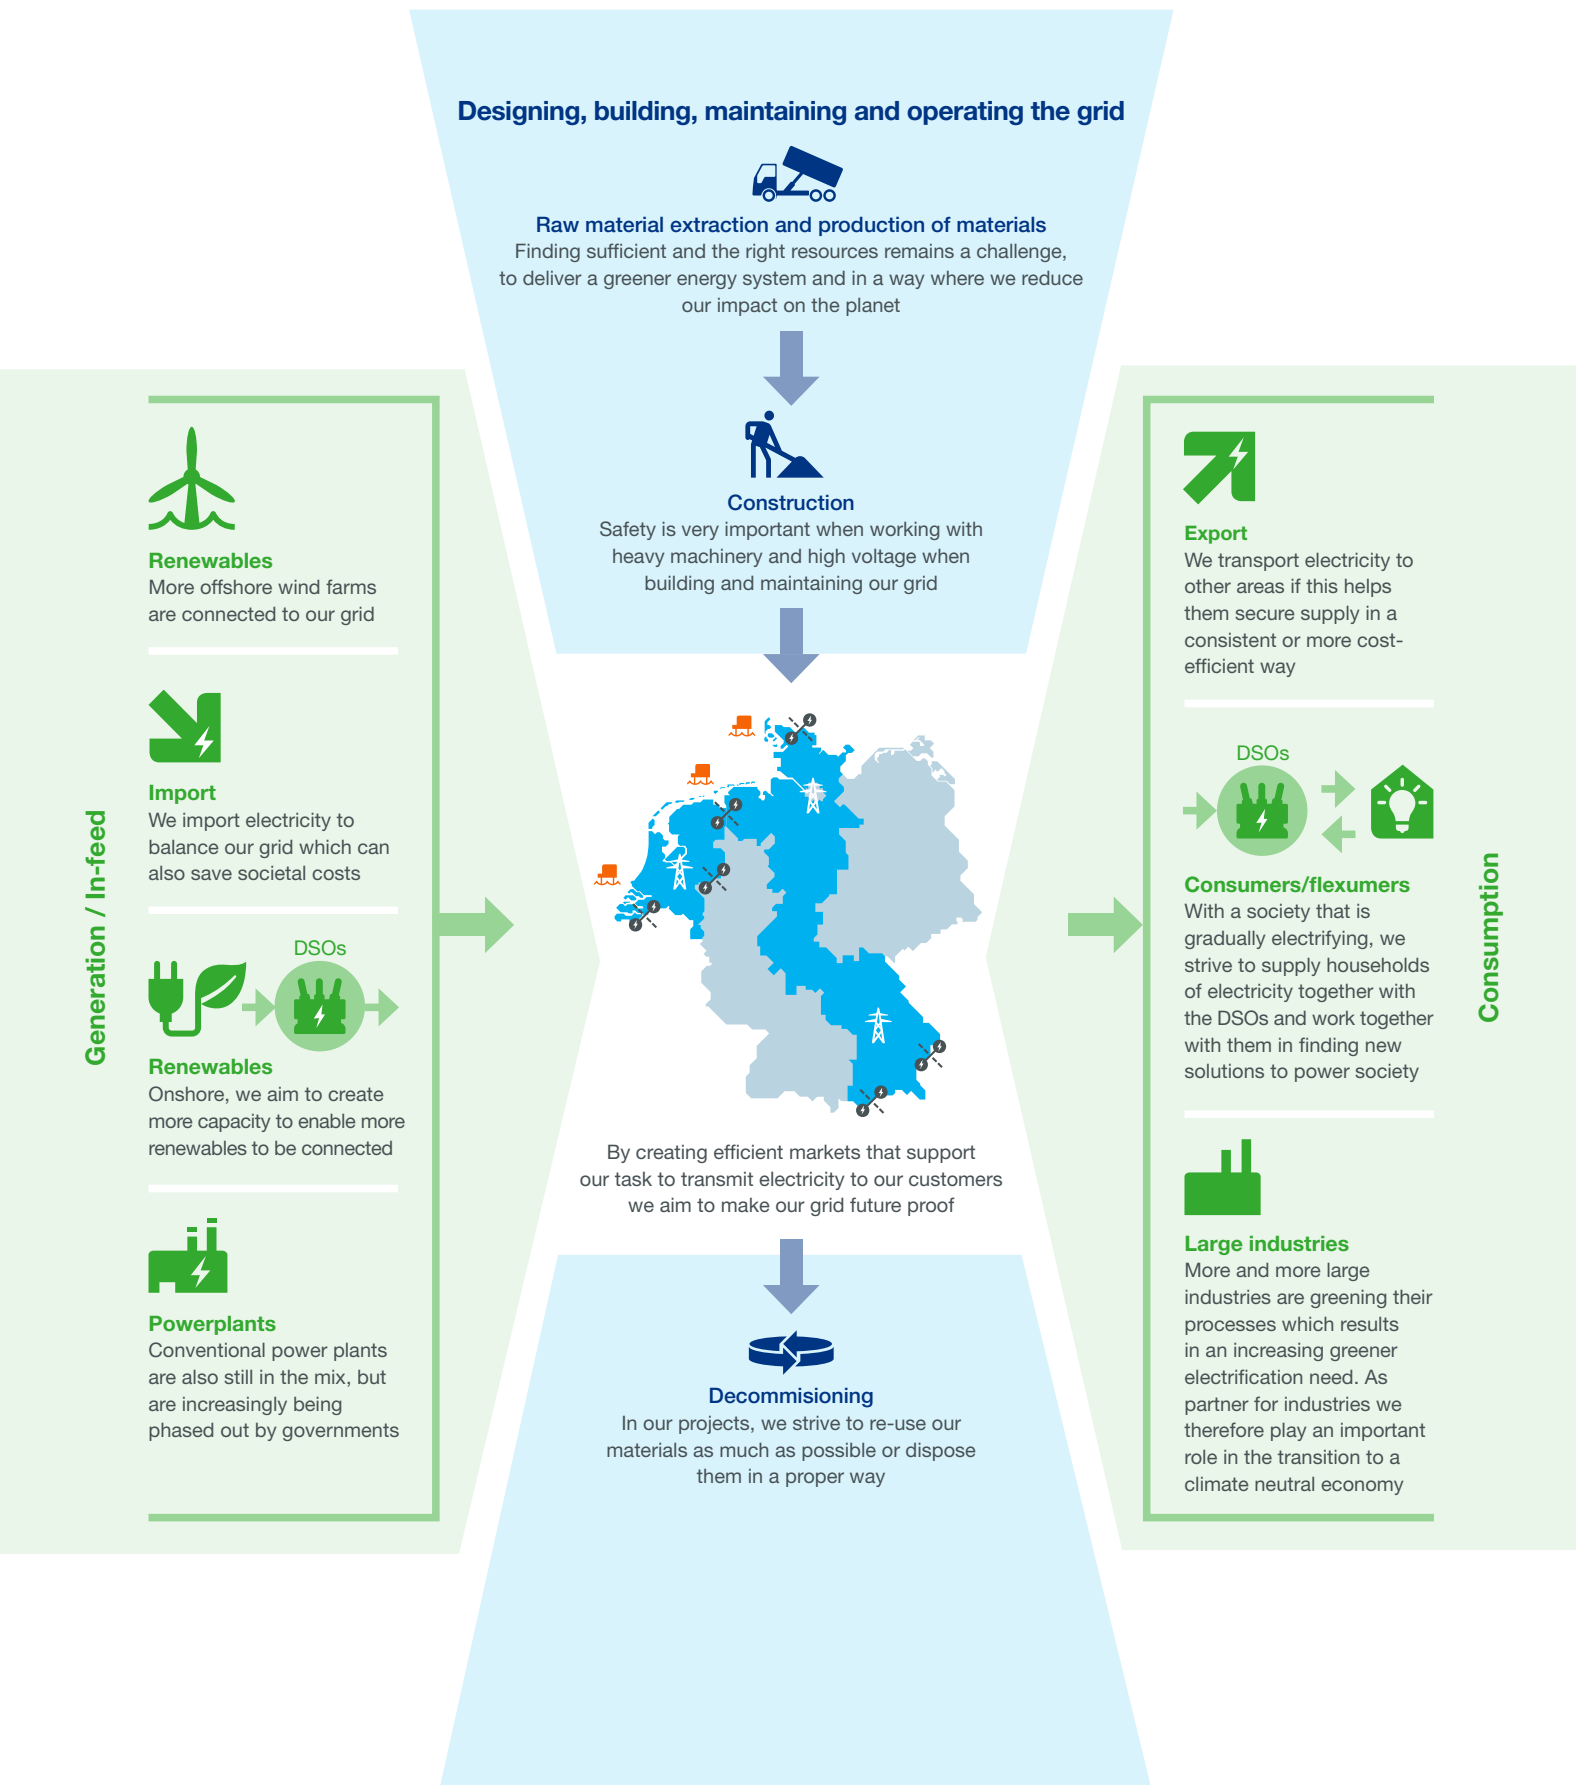 Designing, building, maintaining and operating the grid
Raw material extraction and production of materials
Finding sufficient and the right resources remains a challenge,
to deliver a greener energy system and in a way where we reduce
our impact on the planet
Construction
Safety is very important when working with
heavy machinery and high voltage when
building and maintaining our grid
Generation / In-feed
Renewables
More offshore wind farms
are connected to our grid
Import
We import electricity to
balance our grid which can
also save societal costs
DSOs
Renewables
Onshore, we aim to create
more capacity to enable more
renewables to be connected
Powerplants
Conventional power plants
are also still in the mix, but
are increasingly being
phased out by governments
By creating efficient markets that support
our task to transmit electricity to our customers
we aim to make our grid future proof
Decommisioning
In our projects, we strive to re-use our
materials as much as possible or dispose
them in a proper way
Export
We transport electricity to
other areas if this helps
them secure supply in a
consistent or more cost-
efficient way
DSOs
Consumers/flexumers
With a society that is
gradually electrifying, we
strive to supply households
of electricity together with
the DSOs and work together
with them in finding new
solutions to power society
Large industries
More and more large
industries are greening their
processes which results
in an increasing greener
electrification need. As
partner for industries we
therefore play an important
role in the transition to a
climate neutral economy
Consumption